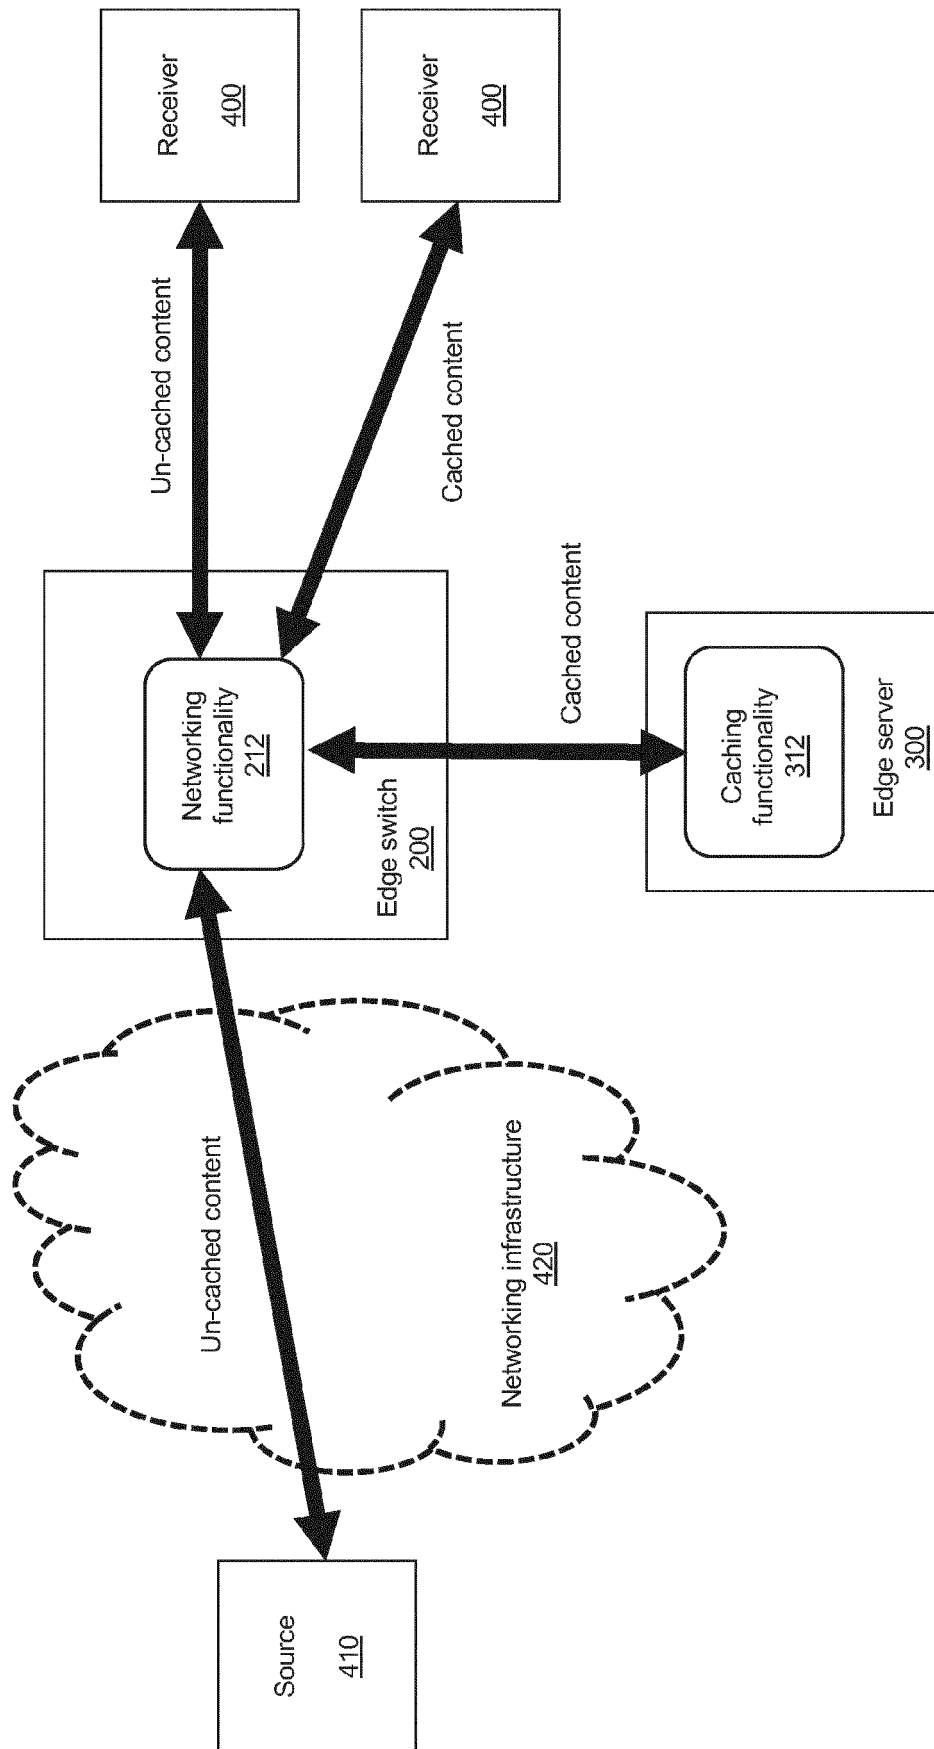 Source
410
Un-cached content
Networking infrastructure
420
Networking
functionality
212
Edge switch
200
Cached content
Caching
functionality
312
Edge server
300
Un-cached content
Cached content
Receiver
400
Receiver
400